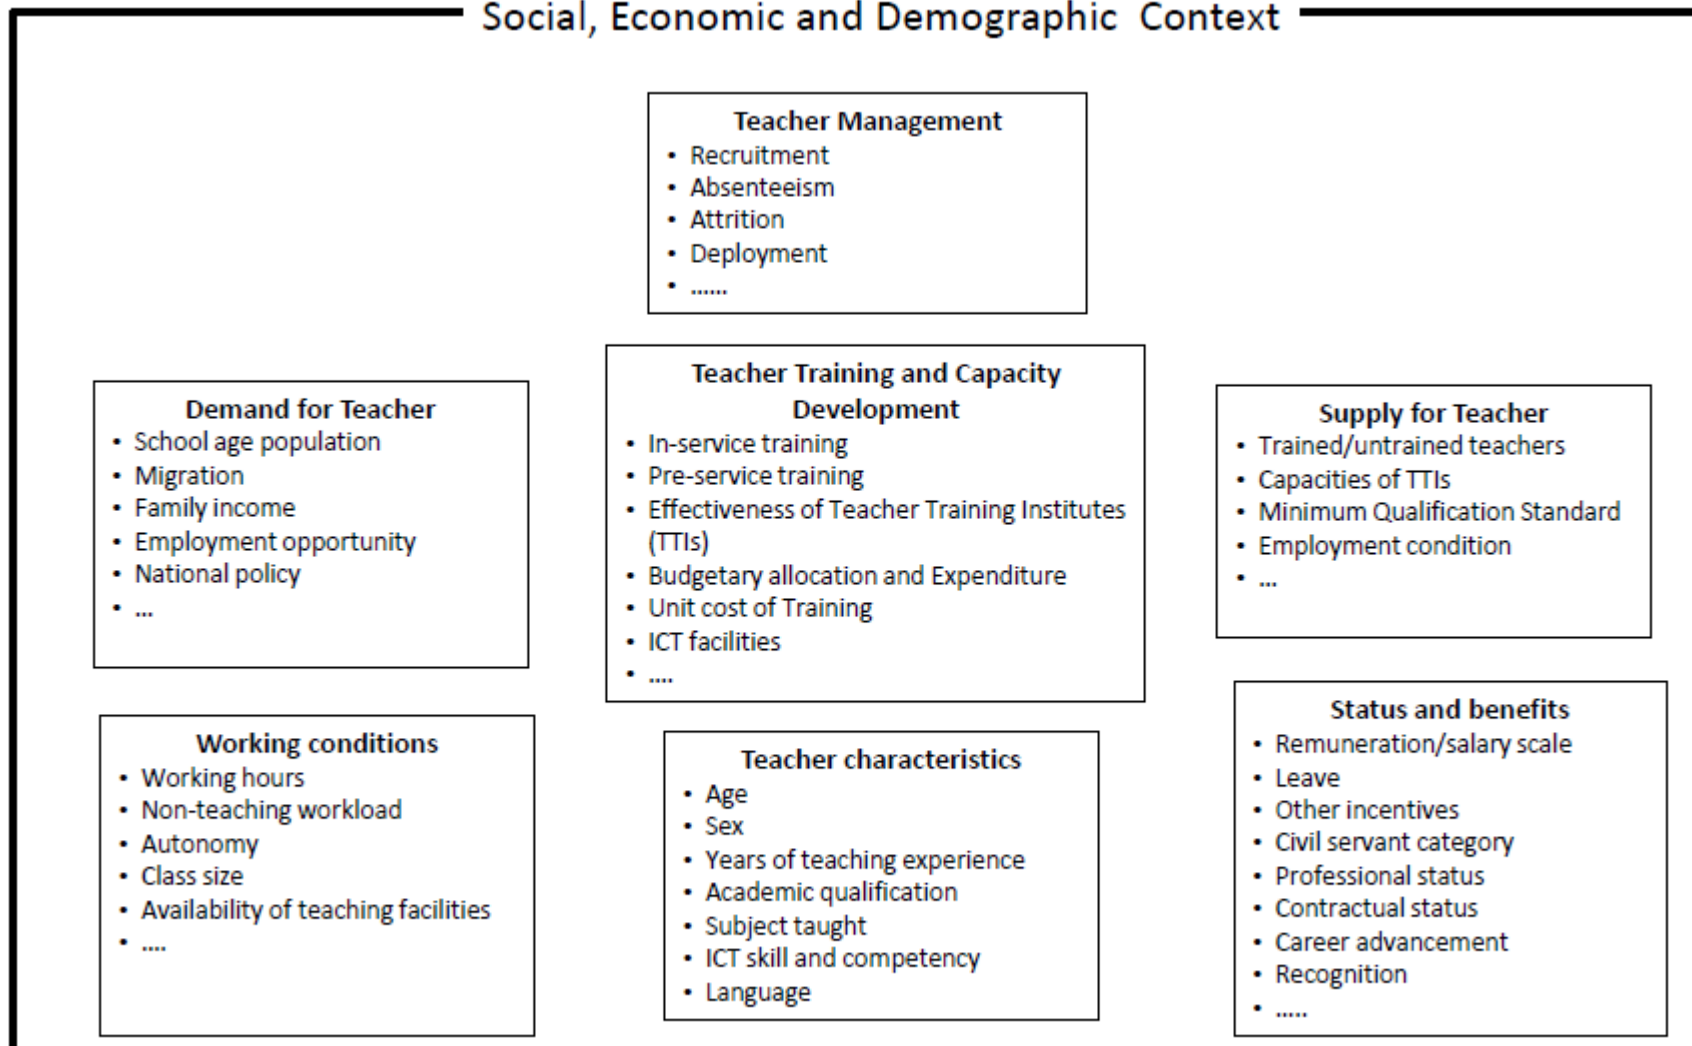 Social, Economic and Demographic Context
Teacher Management
• Recruitment
• Absenteeism
• Attrition
• Deployment
• ......
Demand for Teacher
• School age population
• Migration
• Family income
• Employment opportunity
• National policy
• ...
Teacher Training and Capacity
Development
• In-service training
• Pre-service training
• Effectiveness of Teacher Training Institutes
(TTIs)
• Budgetary allocation and Expenditure
• Unit cost of Training
• ICT facilities
• ....
Supply for Teacher
• Trained/untrained teachers
• Capacities of TTIs
• Minimum Qualification Standard
• Employment condition
• ...
Working conditions
• Working hours
• Non-teaching workload
• Autonomy
• Class size
• Availability of teaching facilities
• ....
Teacher characteristics
• Age
• Sex
• Years of teaching experience
• Academic qualification
• Subject taught
• ICT skill and competency
• Language
Status and benefits
• Remuneration/salary scale
• Leave
• Other incentives
• Civil servant category
• Professional status
• Contractual status
• Career advancement
• Recognition
• .....